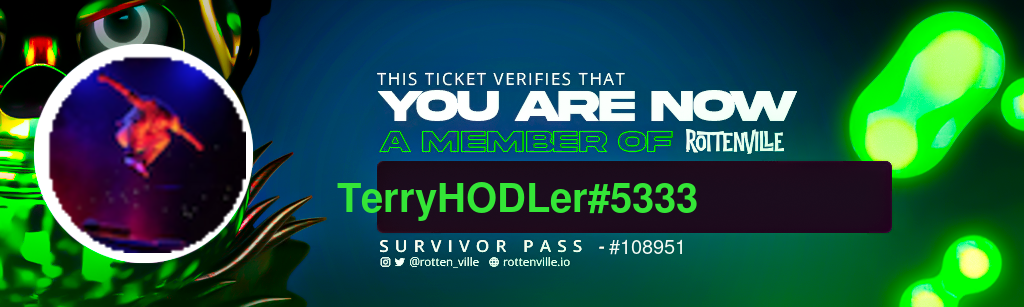 THIS TICKET VERIFIES THAT
YOU ARE NOW
A MEMBER OF ROTTENVILLE
TerryHODLer#5333
SURVIVOR PASS - #108951
@rotten_ville rottenville.io